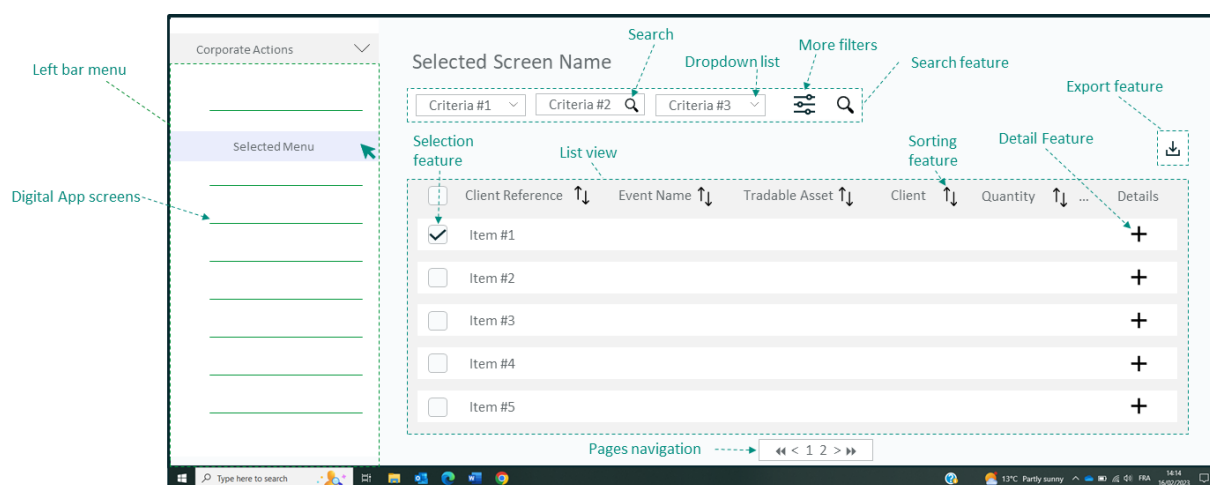 Corporate Actions
Left bar menu
Selected Menu
Digital App screens
Search
More filters
Selected Screen Name
Dropdown list
Search feature
Criteria #1
Criteria #2
Criteria #3
Export feature
Selection
feature
List view
Sorting
feature
Detail Feature
Client Reference
Event Name
Tradable Asset
Client
Quantity
...
Details
Item #1
Item #2
Item #3
Item #4
Item #5
Pages navigation
< 1 2 >
Type here to search
13°C Partly sunny
FRA
14:14
16/02/2023